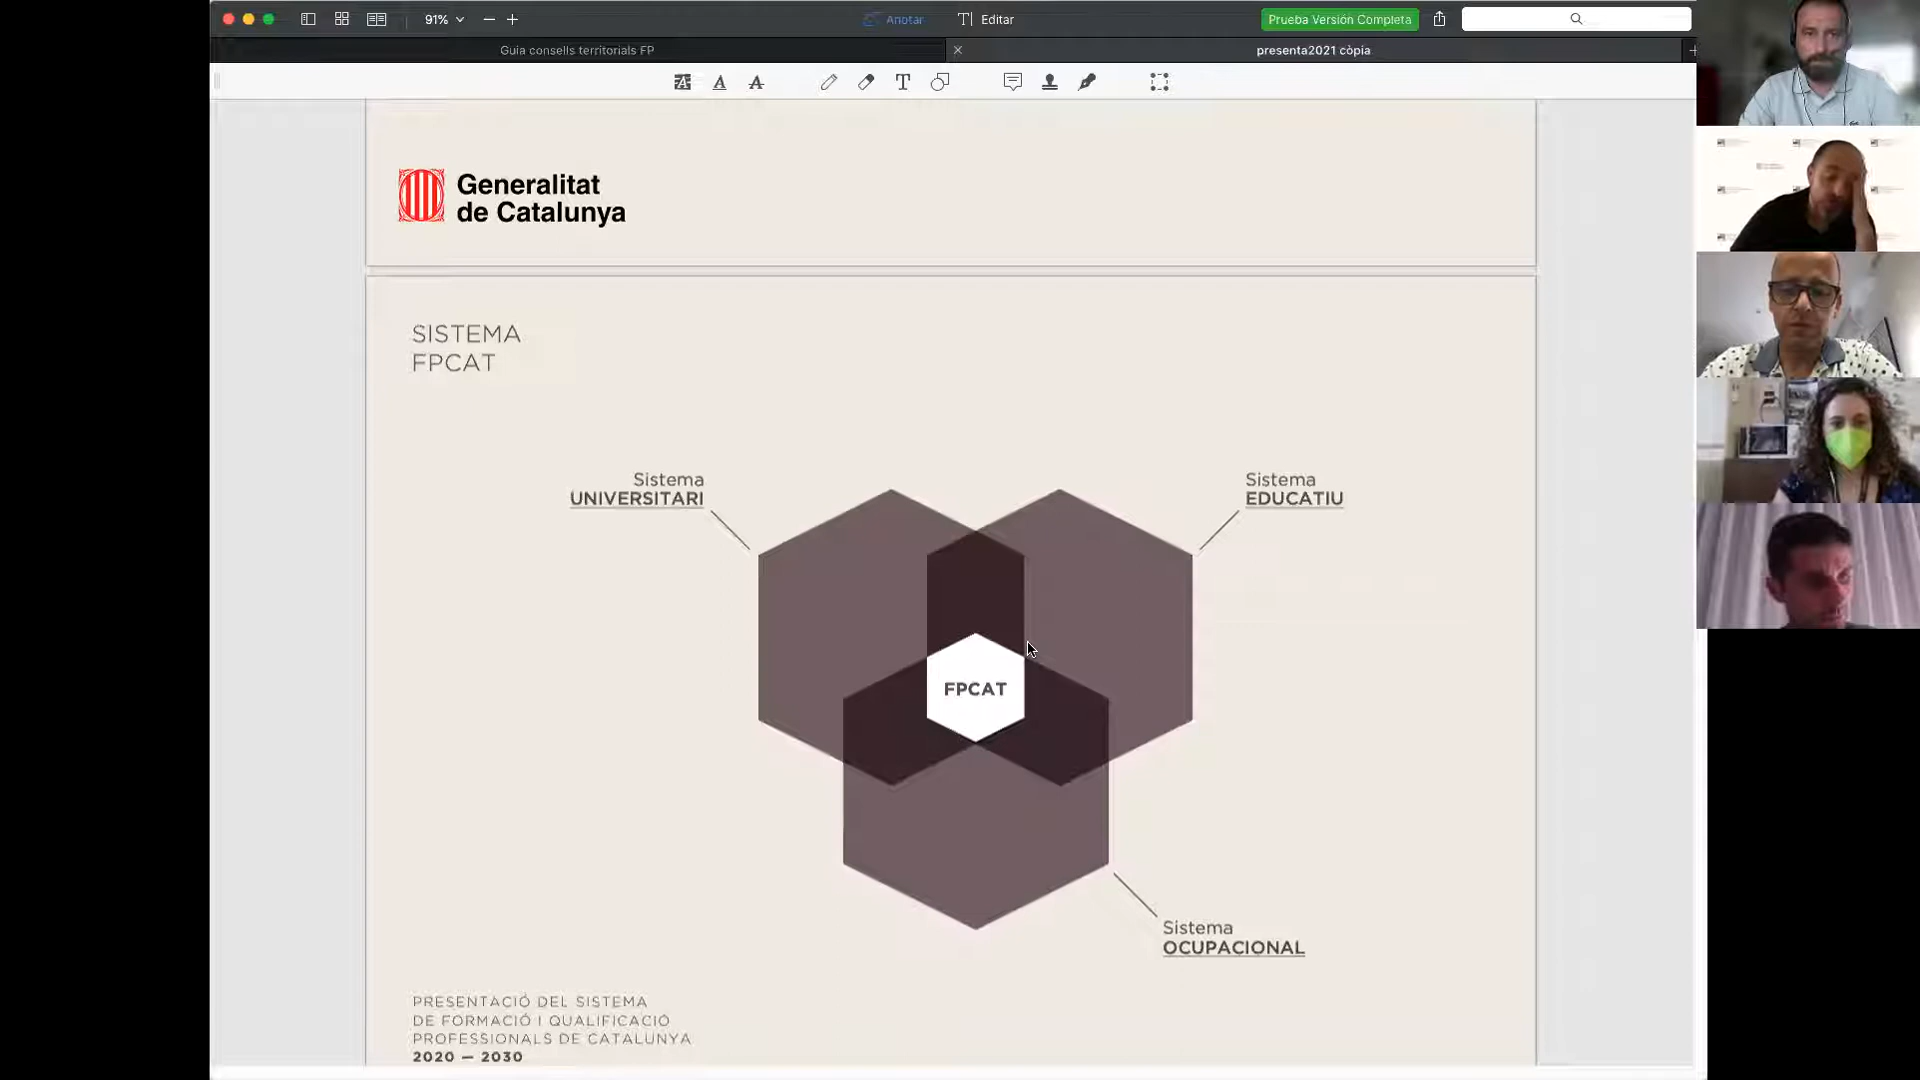 91%
Anotar
T| Editar
Prueba Versión Completa
Guia consells territorials FP
presenta2021 còpia
Generalitat
de Catalunya
SISTEMA
FPCAT
Sistema
UNIVERSITARI
Sistema
EDUCATIU
FPCAT
Sistema
OCUPACIONAL
PRESENTACIÓ DEL SISTEMA
DE FORMACIÓ I QUALIFICACIÓ
PROFESSIONALS DE CATALUNYA
2020 — 2030